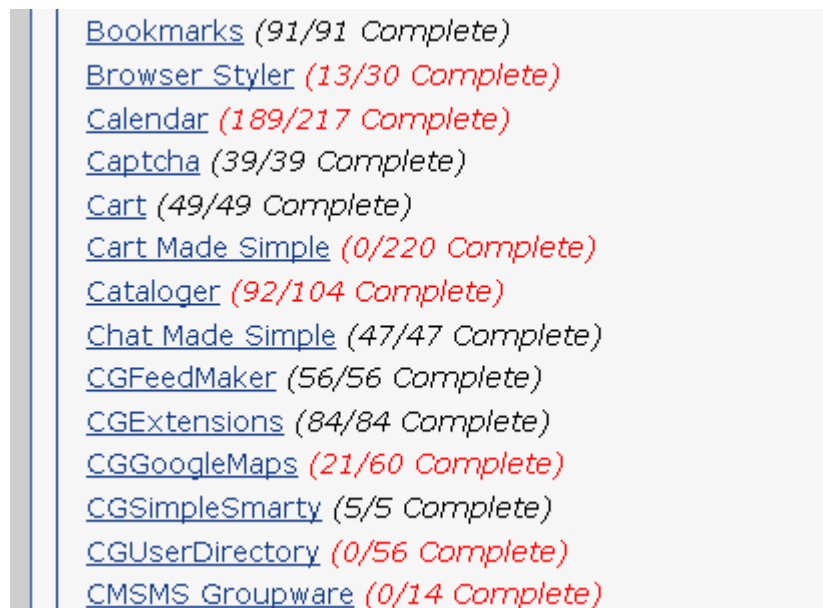 Bookmarks (91/91 Complete)
Browser Styler (13/30 Complete)
Calendar (189/217 Complete)
Captcha (39/39 Complete)
Cart (49/49 Complete)
Cart Made Simple (0/220 Complete)
Cataloger (92/104 Complete)
Chat Made Simple (47/47 Complete)
CGFeedMaker (56/56 Complete)
CGExtensions (84/84 Complete)
CGGoogleMaps (21/60 Complete)
CGSimpleSmarty (5/5 Complete)
CGUserDirectory (0/56 Complete)
CMSMS Groupware (0/14 Complete)